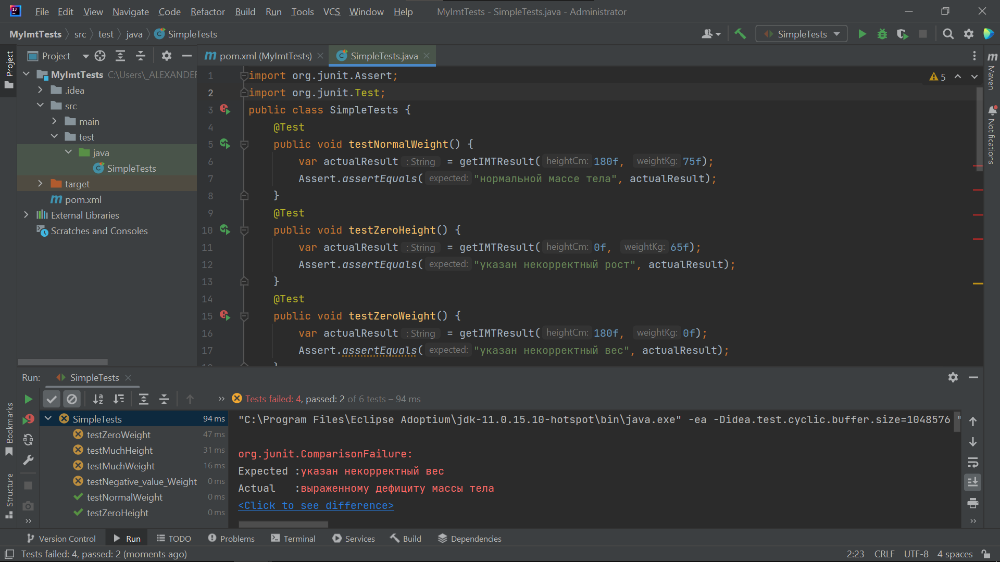 File Edit View Navigate Code Refactor Build Run Tools VCS Window Help MyImtTests - SimpleTests.java - Administrator
MyImtTests src test java SimpleTests
SimpleTests
Project
pom.xml (MyImtTests)
SimpleTests.java
Project
MyImtTests C:\Users\_ALEXANDER
.idea
src
main
test
java
SimpleTests
target
pom.xml
External Libraries
Scratches and Consoles
5
1 import org.junit.Assert;
2 import org.junit.Test;
3 public class SimpleTests {
4 @Test
5 public void testNormalWeight() {
6 var actualResult : String = getIMTResult( heightCm: 180f, weightKg: 75f);
7 Assert.assertEquals( expected: "нормальной массе тела", actualResult);
8 }
9 @Test
10 public void testZeroHeight() {
11 var actualResult : String = getIMTResult( heightCm: 0f, weightKg: 65f);
12 Assert.assertEquals( expected: "указан некорректный рост", actualResult);
13 }
14 @Test
15 public void testZeroWeight() {
16 var actualResult : String = getIMTResult( heightCm: 180f, weightKg: 0f);
17 Assert.assertEquals( expected: "указан некорректный вес", actualResult);
Maven
Notifications
Bookmarks
Structure
Run: SimpleTests
Tests failed: 4, passed: 2 of 6 tests – 94 ms
SimpleTests 94 ms
testZeroWeight 47 ms
testMuchHeight 31 ms
testMuchWeight 16 ms
testNegative_value_Weight 0 ms
testNormalWeight 0 ms
testZeroHeight 0 ms
"C:\Program Files\Eclipse Adoptium\jdk-11.0.15.10-hotspot\bin\java.exe" -ea -Didea.test.cyclic.buffer.size=1048576 "
org.junit.ComparisonFailure:
Expected :указан некорректный вес
Actual :выраженному дефициту массы тела
<Click to see difference>
Version Control Run TODO Problems Terminal Services Build Dependencies
Tests failed: 4, passed: 2 (moments ago)
2:23 CRLF UTF-8 4 spaces